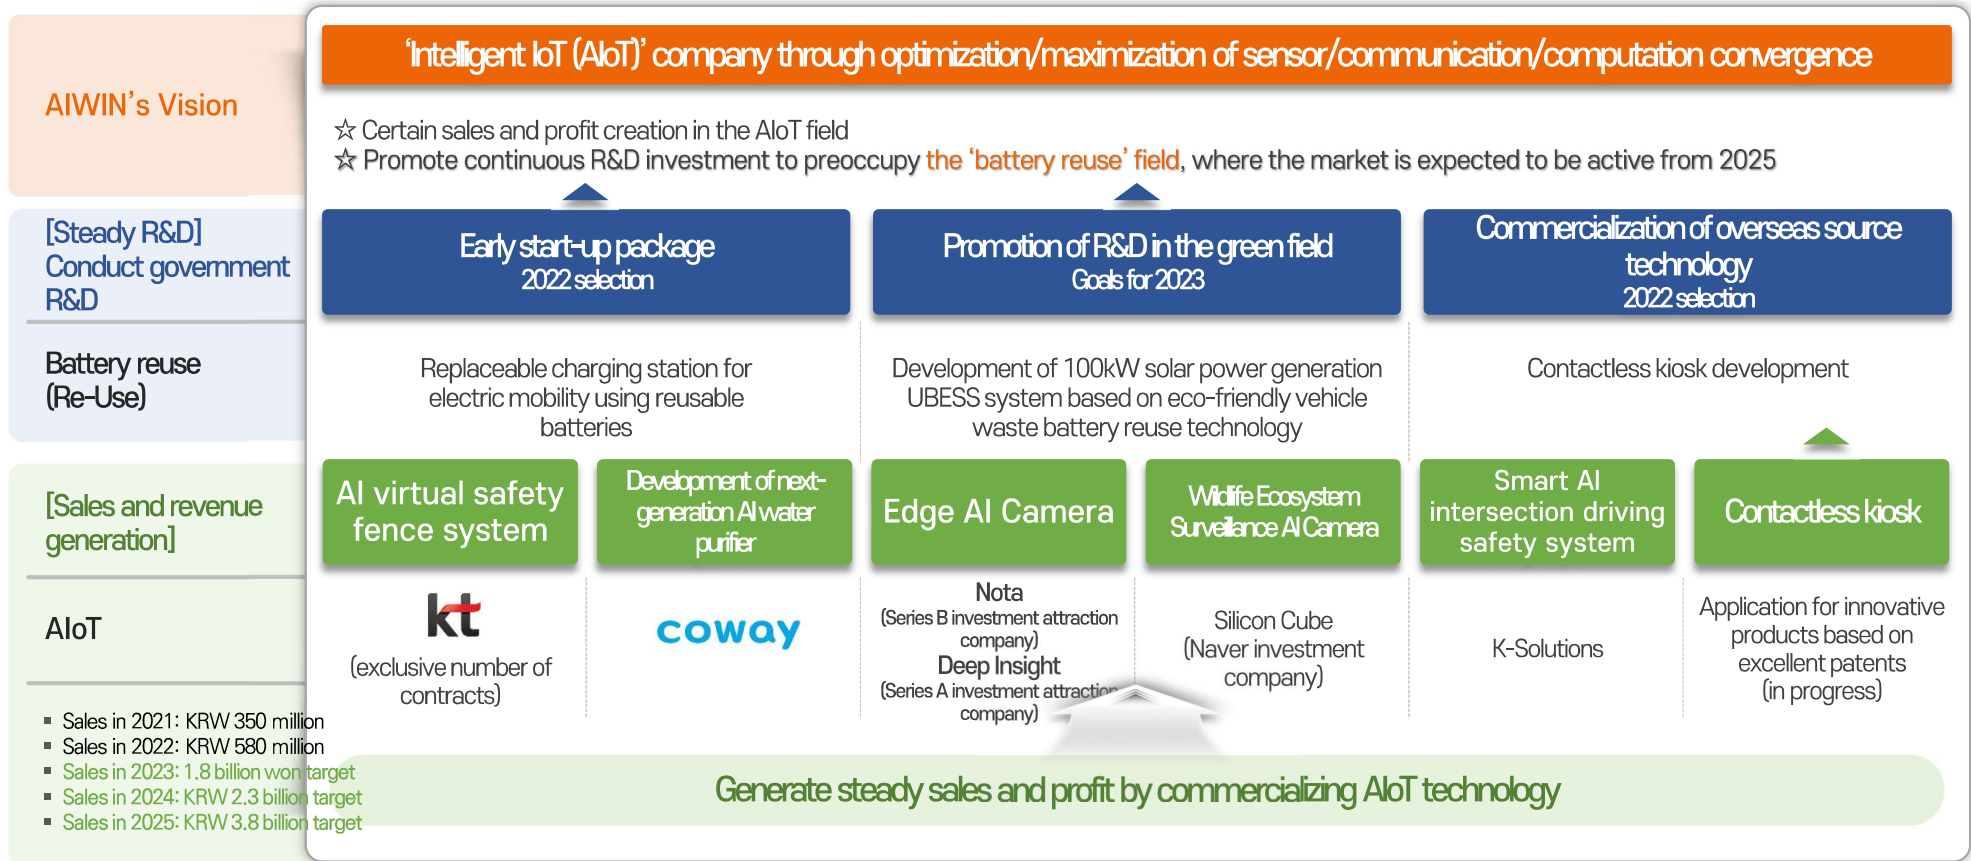 'Intelligent IoT (AIoT)' company through optimization/maximization of sensor/communication/computation convergence
AIWIN's Vision
☆ Certain sales and profit creation in the AIoT field
☆ Promote continuous R&D investment to preoccupy the 'battery reuse' field, where the market is expected to be active from 2025
[Steady R&D]
Conduct government
R&D
Early start-up package
2022 selection
Promotion of R&D in the green field
Goals for 2023
Commercialization of overseas source
technology
2022 selection
Battery reuse
(Re-Use)
Replaceable charging station for
electric mobility using reusable
batteries
Development of 100kW solar power generation
UBESS system based on eco-friendly vehicle
waste battery reuse technology
Contactless kiosk development
[Sales and revenue
generation]
AI virtual safety
fence system
Development of next-
generation AI water
purifier
Edge AI Camera
Wildlife Ecosystem
Surveillance AI Camera
Smart AI
intersection driving
safety system
Contactless kiosk
AIoT
kt
(exclusive number of
contracts)
coway
Nota
(Series B investment attraction
company)
Deep Insight
(Series A investment attraction
company)
Silicon Cube
(Naver investment
company)
K-Solutions
Application for innovative
products based on
excellent patents
(in progress)
▪ Sales in 2021: KRW 350 million
▪ Sales in 2022: KRW 580 million
▪ Sales in 2023: 1.8 billion won target
▪ Sales in 2024: KRW 2.3 billion target
▪ Sales in 2025: KRW 3.8 billion target
Generate steady sales and profit by commercializing AIoT technology